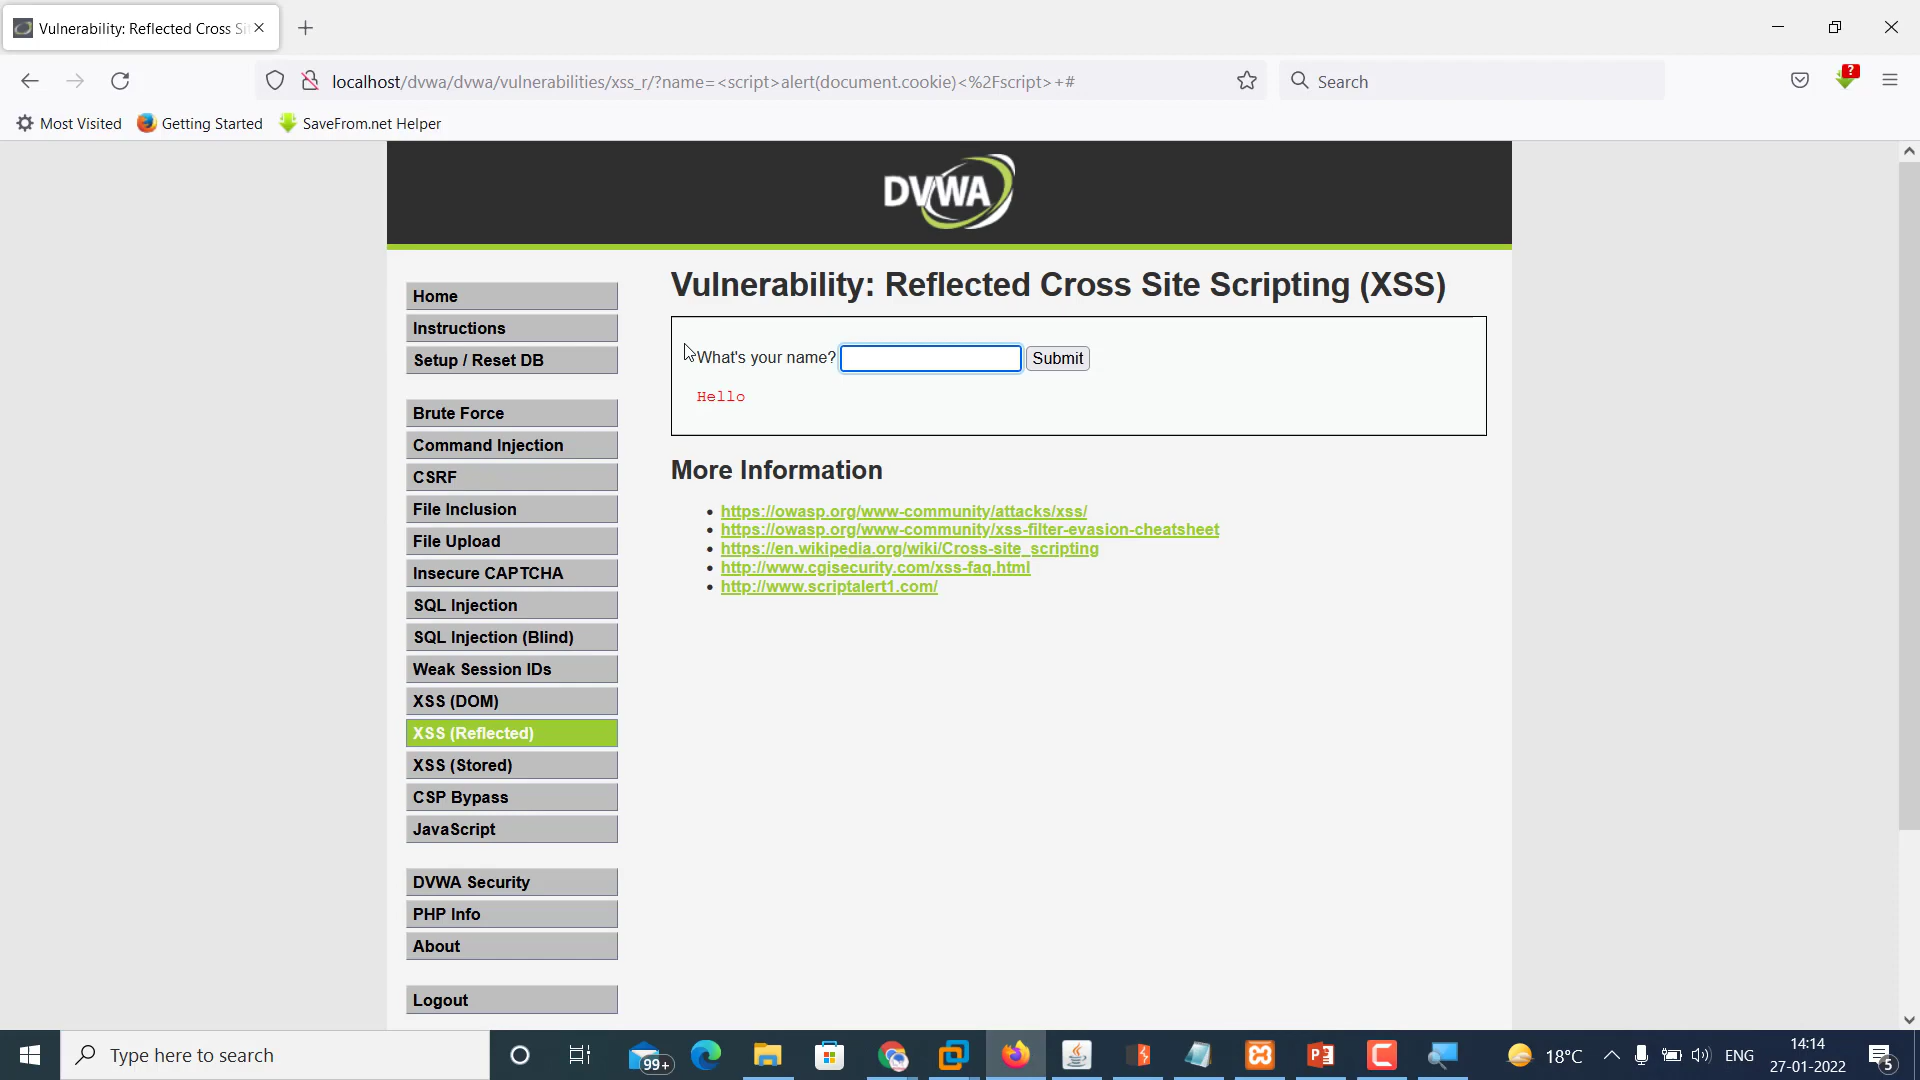 Vulnerability: Reflected Cross Si
localhost/dvwa/dvwa/vulnerabilities/xss_r/?name=<script>alert(document.cookie)<%2Fscript>+#
Search
?
Most Visited
Getting Started
SaveFrom.net Helper
DVWA
Home
Instructions
Setup / Reset DB
Brute Force
Command Injection
CSRF
File Inclusion
File Upload
Insecure CAPTCHA
SQL Injection
SQL Injection (Blind)
Weak Session IDs
XSS (DOM)
XSS (Reflected)
XSS (Stored)
CSP Bypass
JavaScript
DVWA Security
PHP Info
About
Logout
Vulnerability: Reflected Cross Site Scripting (XSS)
What's your name?
Submit
Hello
More Information
https://owasp.org/www-community/attacks/xss/
https://owasp.org/www-community/xss-filter-evasion-cheatsheet
https://en.wikipedia.org/wiki/Cross-site_scripting
http://www.cgisecurity.com/xss-faq.html
http://www.scriptalert1.com/
Type here to search
99+
18°C
ENG
14:14
27-01-2022
5